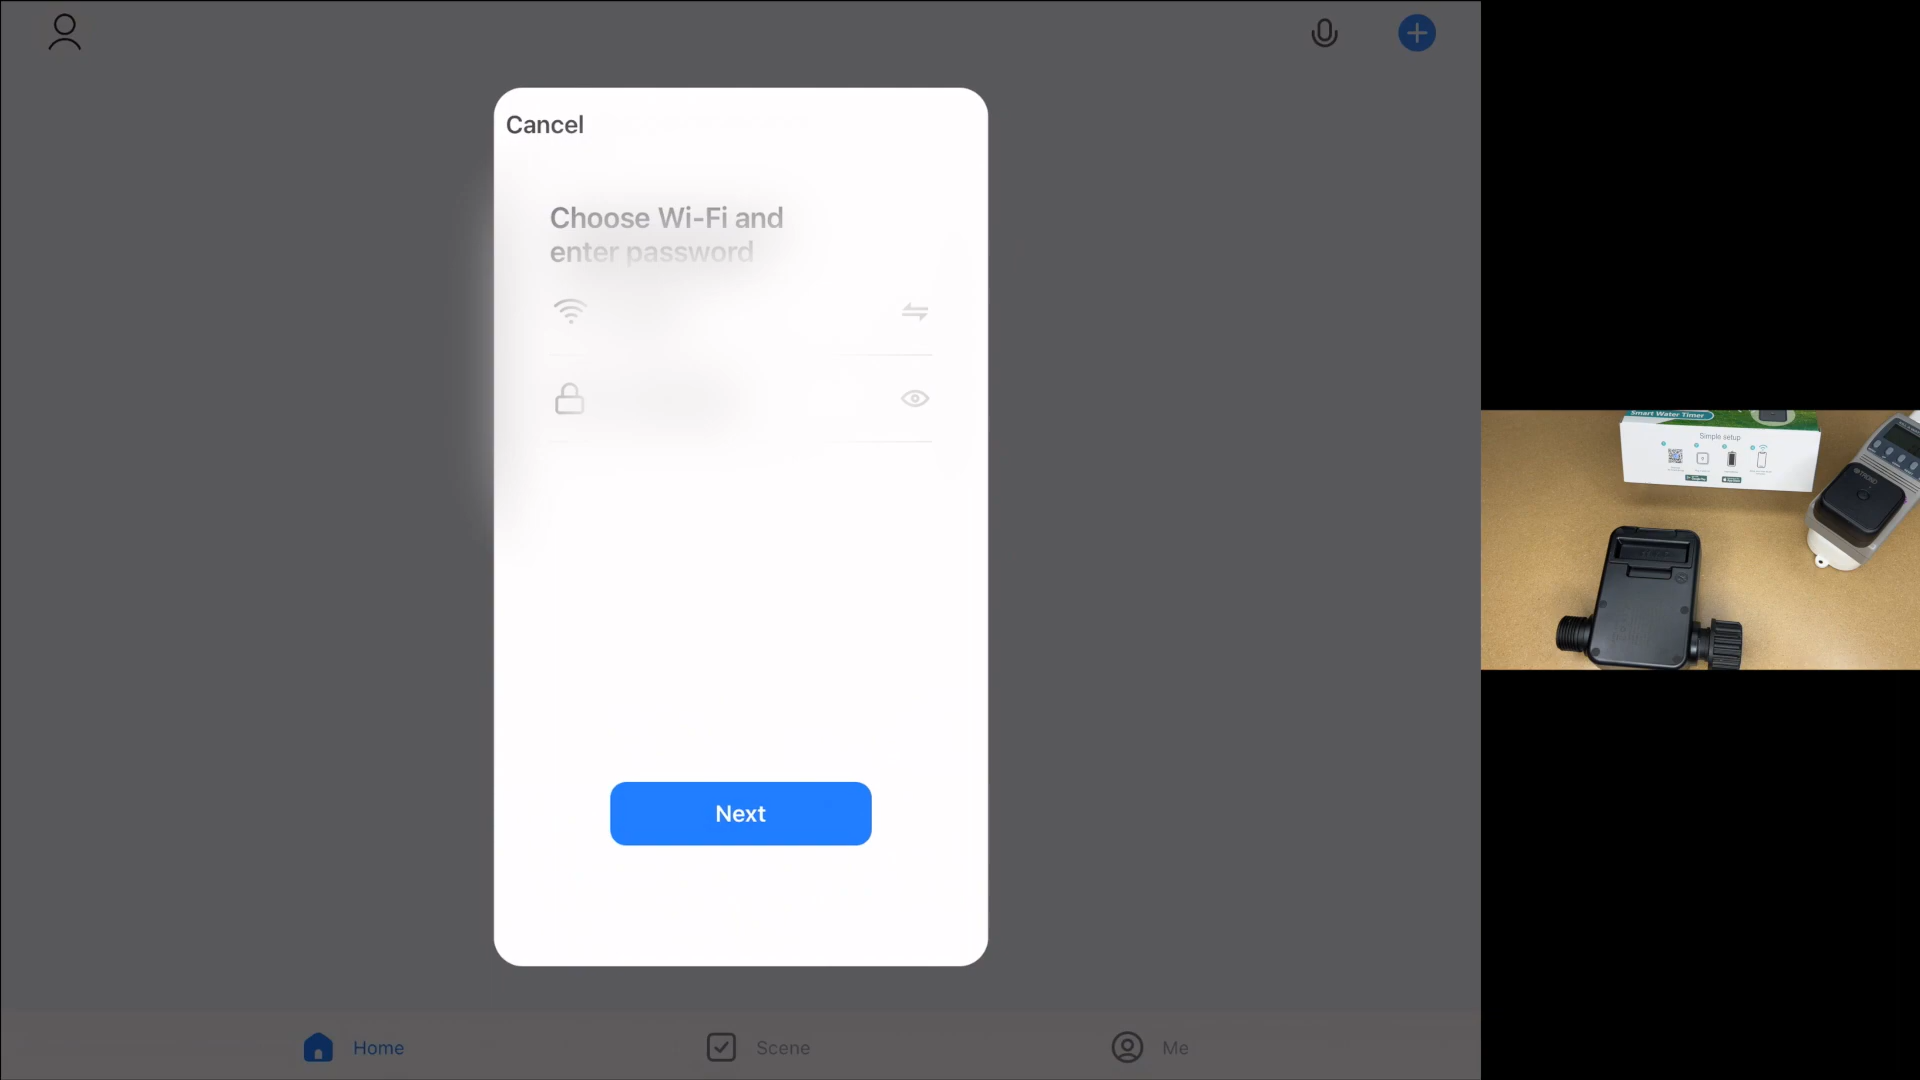 Cancel
Choose Wi-Fi and
enter password
Next
Home
Scene
Me
Smart Water Timer
Simple setup